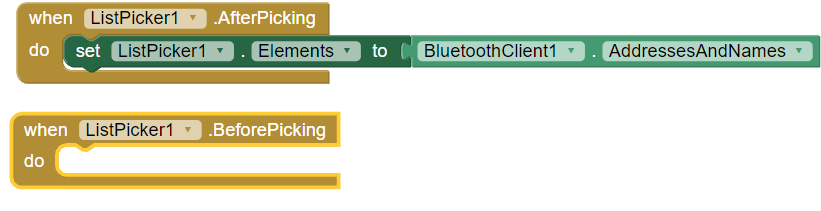 when ListPicker1 .AfterPicking
do set ListPicker1 . Elements to BluetoothClient1 . AddressesAndNames
when ListPicker1 .BeforePicking
do